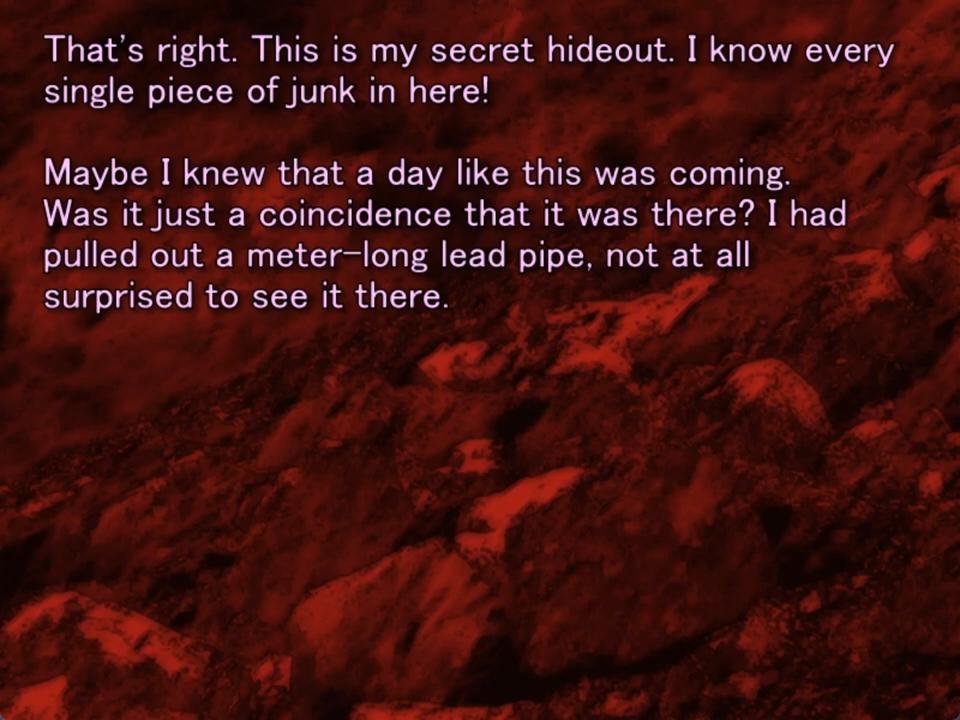 That's right. This is my secret hideout. I know every
single piece of junk in here!
Maybe I knew that a day like this was coming.
Was it just a coincidence that it was there? I had
pulled out a meter-long lead pipe, not at all
surprised to see it there.